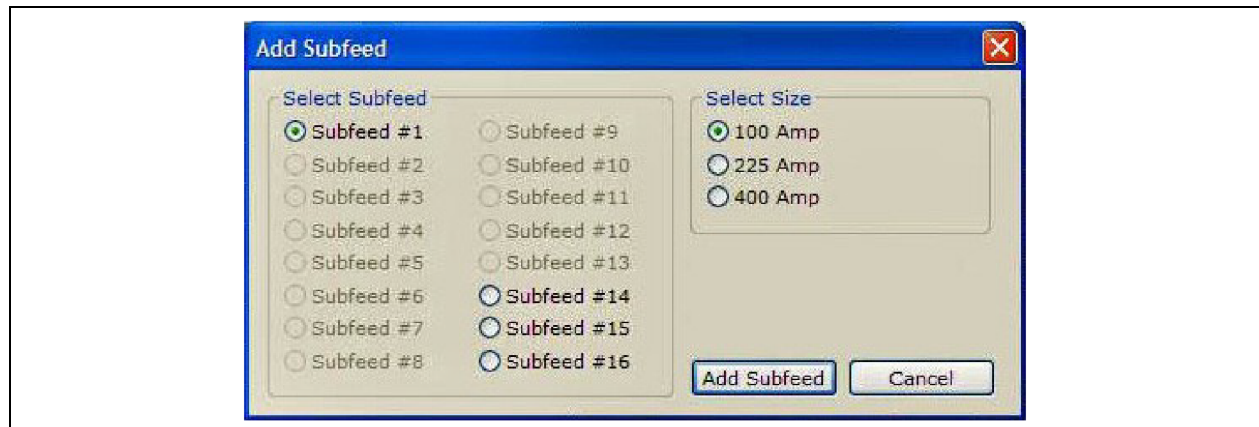 Add Subfeed
Select Subfeed
Subfeed #1
Subfeed #2
Subfeed #3
Subfeed #4
Subfeed #5
Subfeed #6
Subfeed #7
Subfeed #8
Subfeed #9
Subfeed #10
Subfeed #11
Subfeed #12
Subfeed #13
Subfeed #14
Subfeed #15
Subfeed #16
Select Size
100 Amp
225 Amp
400 Amp
Add Subfeed
Cancel